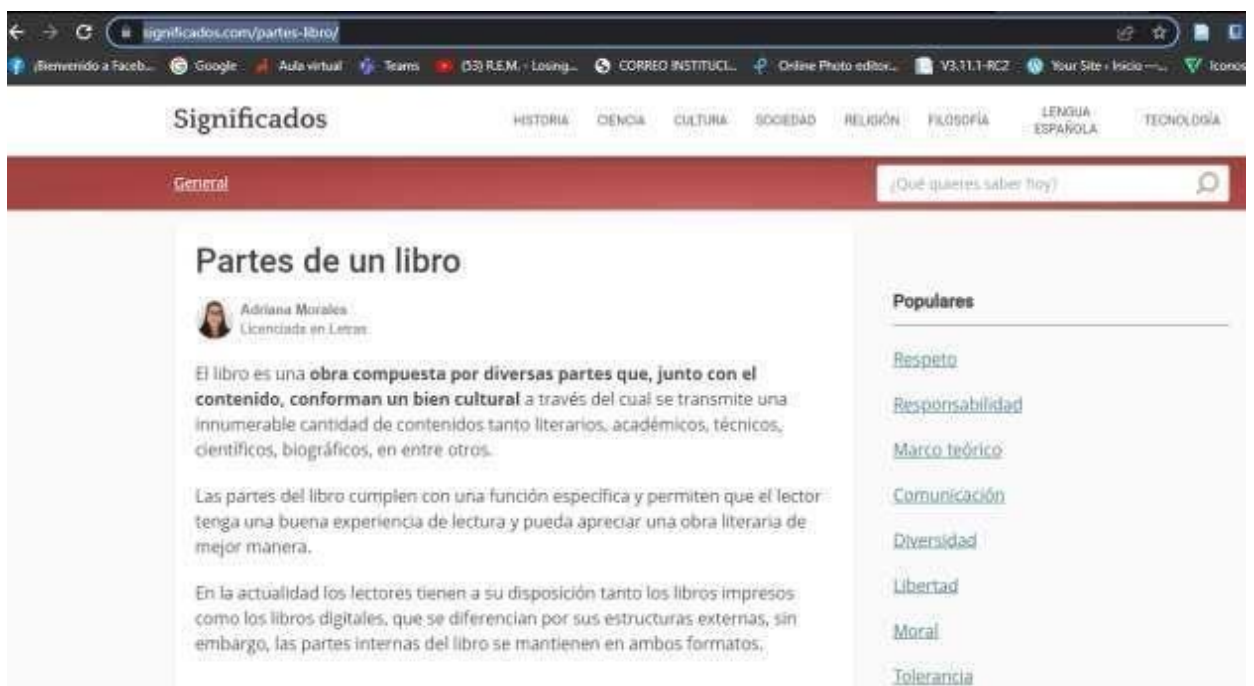 significados.com/partes-libro/
¡Bienvenido a Faceb... Google Aula virtual Teams (53) R.E.M. - Losing... CORREO INSTITUCI... Online Photo editor... V3.11.1-RC2 Your Site › Inicio —... Iconos
Significados
HISTORIA CIENCIA CULTURA SOCIEDAD RELIGIÓN FILOSOFÍA LENGUA ESPAÑOLA TECNOLOGÍA
General
¿Qué quieres saber hoy?
Partes de un libro
Adriana Morales
Licenciada en Letras
El libro es una obra compuesta por diversas partes que, junto con el
contenido, conforman un bien cultural a través del cual se transmite una
innumerable cantidad de contenidos tanto literarios, académicos, técnicos,
científicos, biográficos, en entre otros.
Las partes del libro cumplen con una función específica y permiten que el lector
tenga una buena experiencia de lectura y pueda apreciar una obra literaria de
mejor manera.
En la actualidad los lectores tienen a su disposición tanto los libros impresos
como los libros digitales, que se diferencian por sus estructuras externas, sin
embargo, las partes internas del libro se mantienen en ambos formatos.
Populares
Respeto
Responsabilidad
Marco teórico
Comunicación
Diversidad
Libertad
Moral
Tolerancia